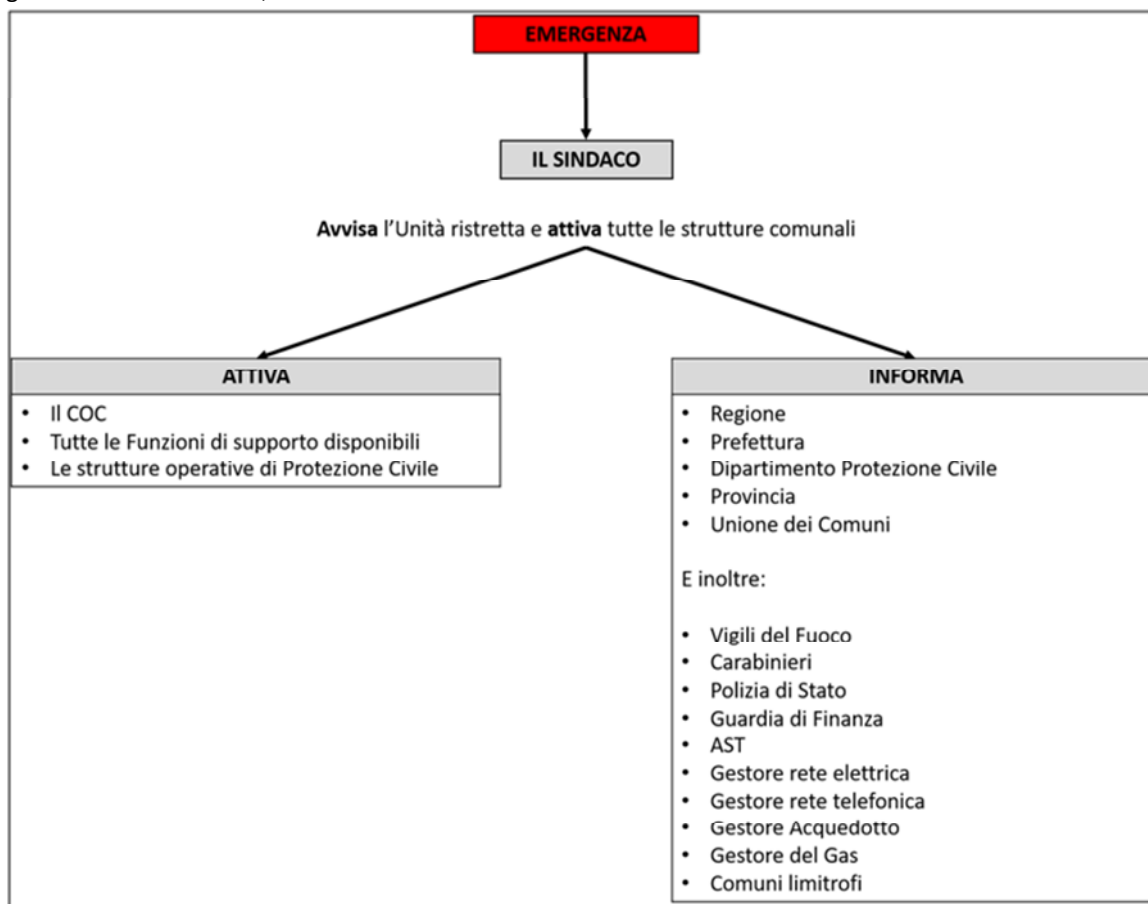 EMERGENZA
IL SINDACO
Avvisa l'Unità ristretta e attiva tutte le strutture comunali
ATTIVA
• Il COC
• Tutte le Funzioni di supporto disponibili
• Le strutture operative di Protezione Civile
INFORMA
• Regione
• Prefettura
• Dipartimento Protezione Civile
• Provincia
• Unione dei Comuni
E inoltre:
• Vigili del Fuoco
• Carabinieri
• Polizia di Stato
• Guardia di Finanza
• AST
• Gestore rete elettrica
• Gestore rete telefonica
• Gestore Acquedotto
• Gestore del Gas
• Comuni limitrofi